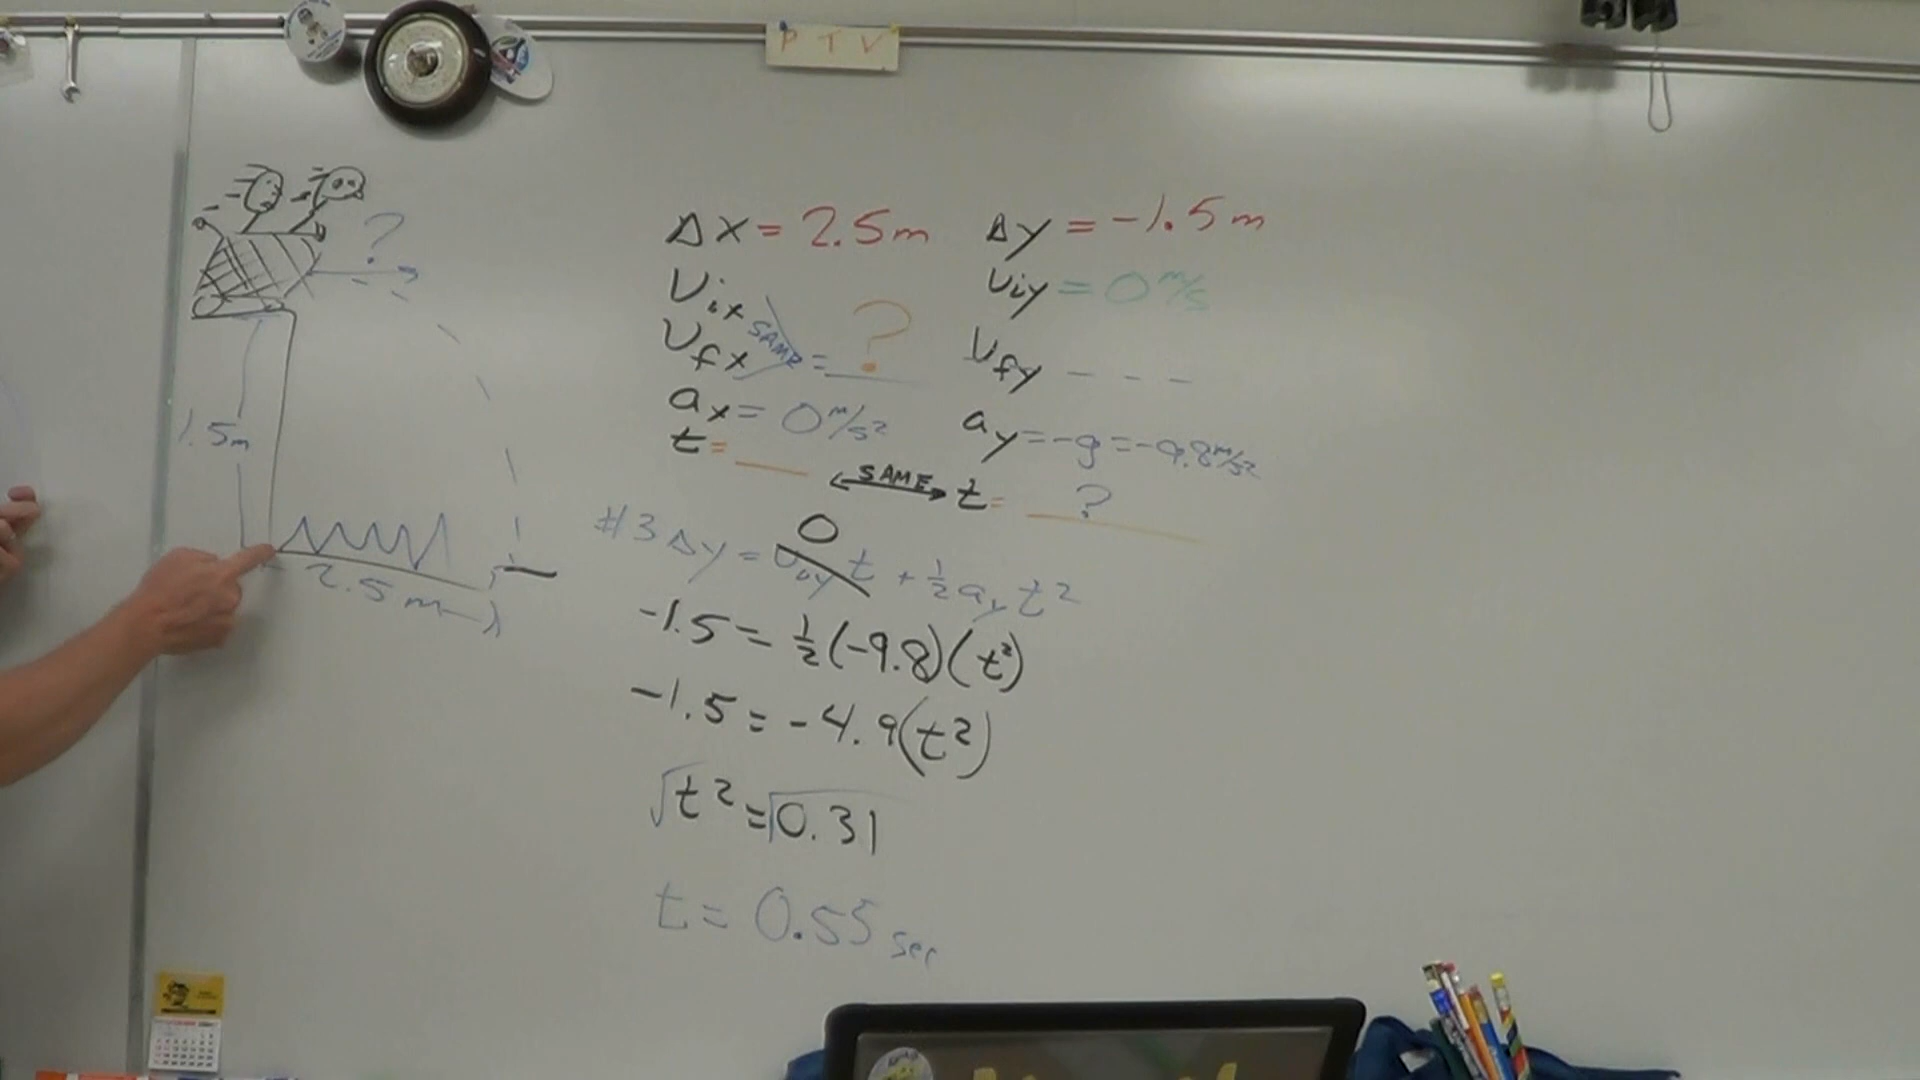 P T V
?
1.5m
2.5m
Δx = 2.5m
Vix
Vfx SAME = ?
ax = 0 m/s²
t =
Δy = -1.5m
Viy = 0 m/s
Vfy - - -
ay = -g = -9.8 m/s²
SAME
t = ?
0
#3 Δy = Viy t + ½ ay t²
-1.5 = ½(-9.8)(t²)
-1.5 = -4.9(t²)
√t² = √0.31
t = 0.55 sec